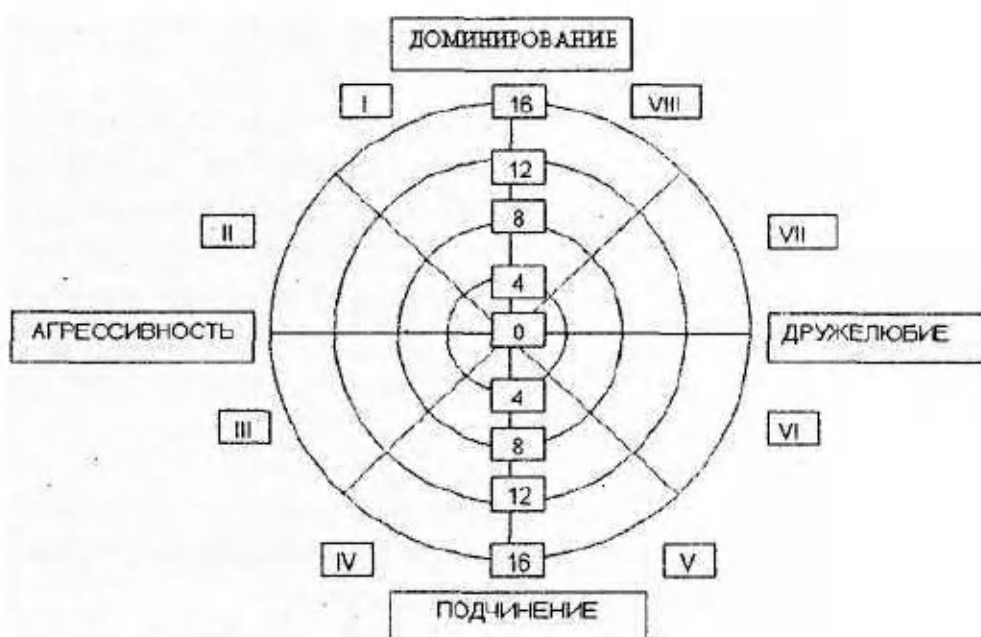 ДОМИНИРОВАНИЕ
I
16
VIII
12
II
8
VII
4
АГРЕССИВНОСТЬ
0
ДРУЖЕЛЮБИЕ
4
III
8
VI
12
IV
16
V
ПОДЧИНЕНИЕ